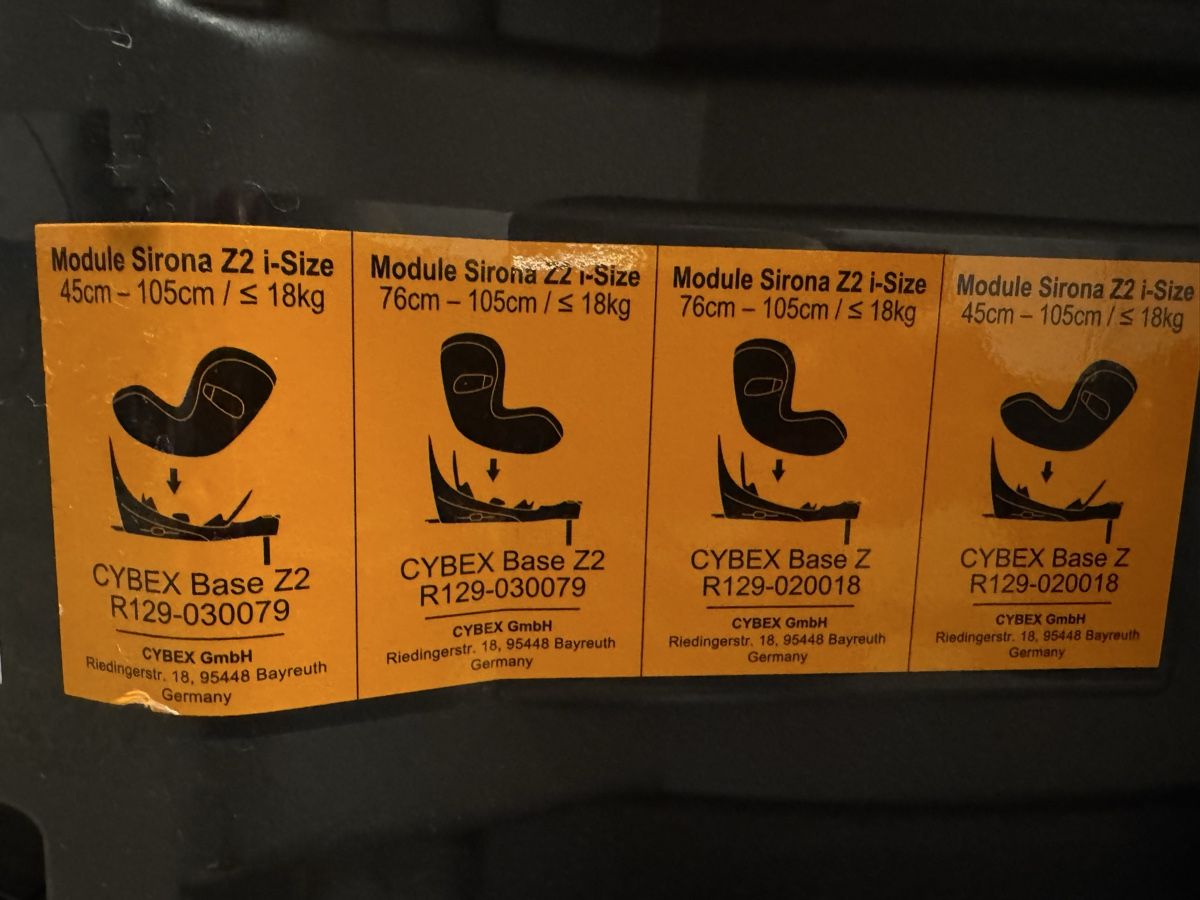 Module Sirona Z2 i-Size
45cm – 105cm / ≤ 18kg
CYBEX Base Z2
R129-030079
CYBEX GmbH
Riedingerstr. 18, 95448 Bayreuth
Germany
Module Sirona Z2 i-Size
76cm – 105cm / ≤ 18kg
CYBEX Base Z2
R129-030079
CYBEX GmbH
Riedingerstr. 18, 95448 Bayreuth
Germany
Module Sirona Z2 i-Size
76cm – 105cm / ≤ 18kg
CYBEX Base Z
R129-020018
CYBEX GmbH
Riedingerstr. 18, 95448 Bayreuth
Germany
Module Sirona Z2 i-Size
45cm – 105cm / ≤ 18kg
CYBEX Base Z
R129-020018
CYBEX GmbH
Riedingerstr. 18, 95448 Bayreuth
Germany